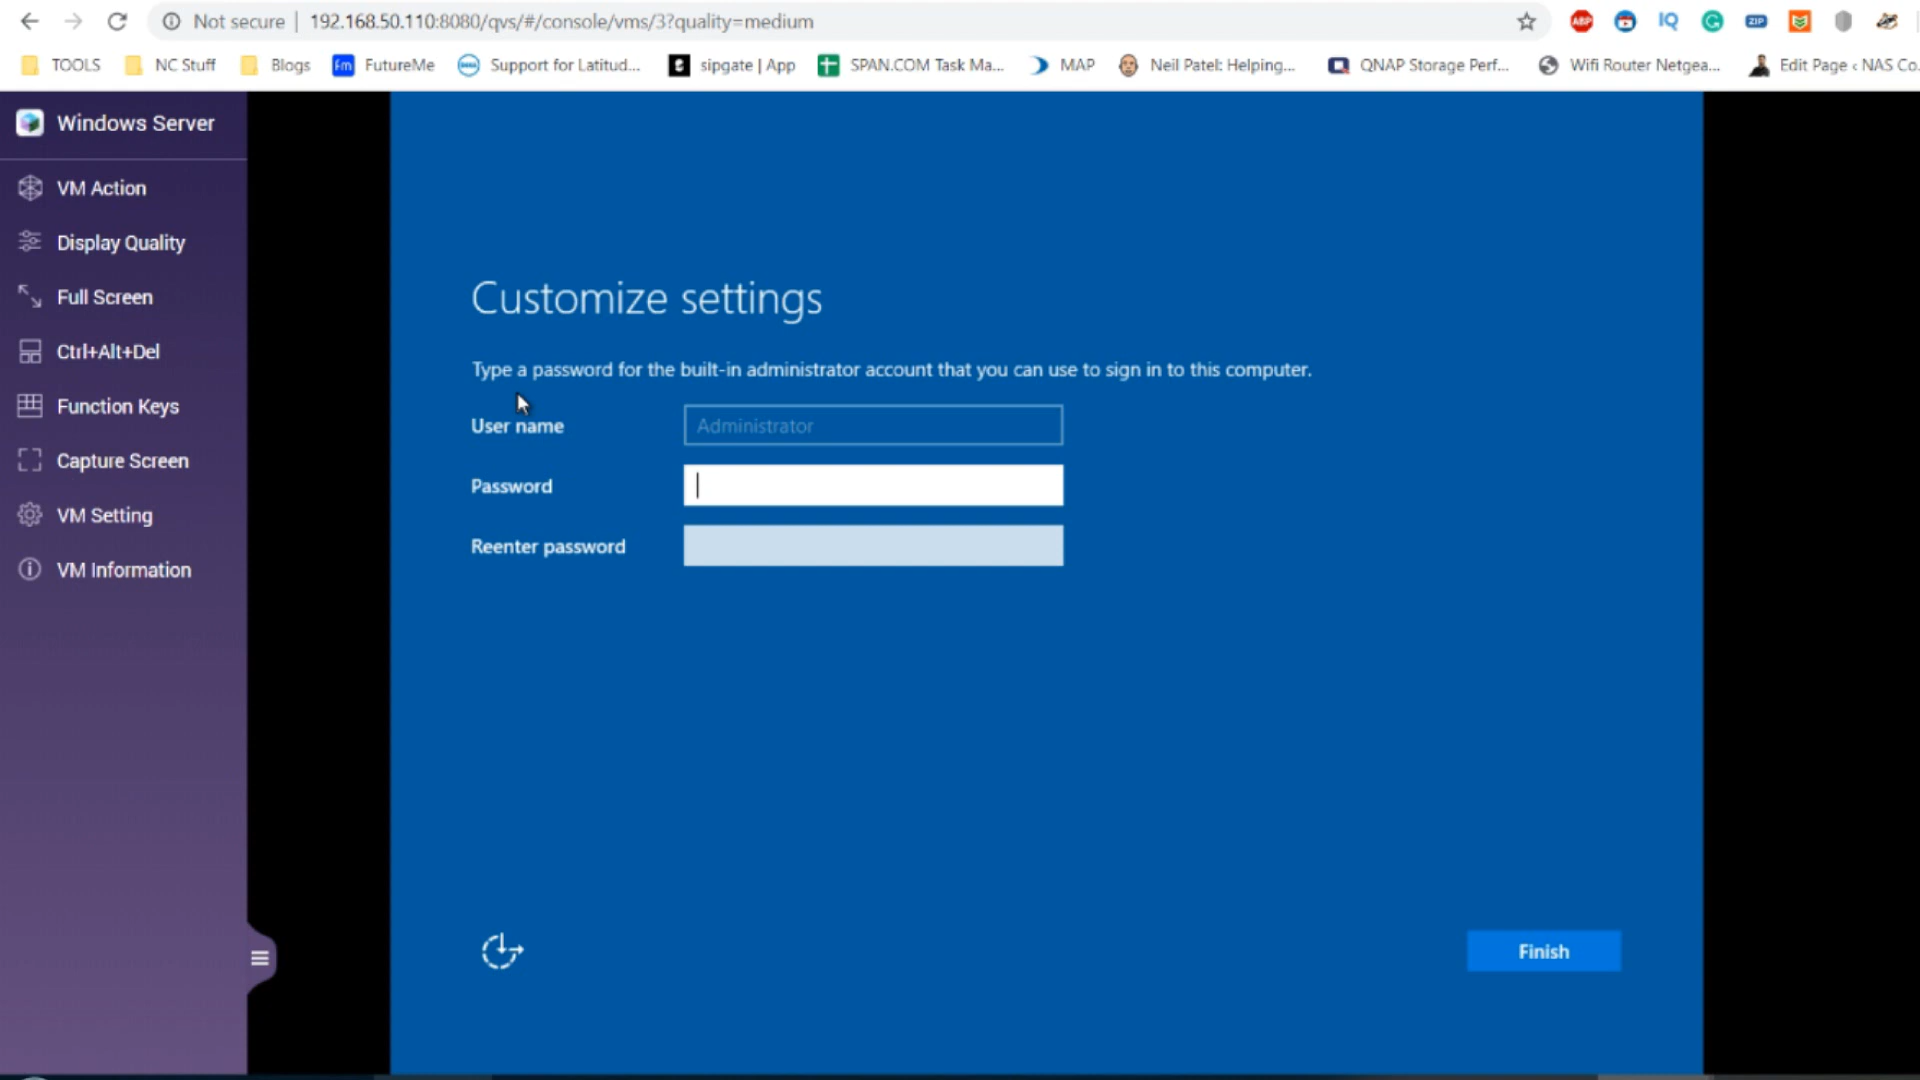 Not secure | 192.168.50.110:8080/qvs/#/console/vms/3?quality=medium
ABP IQ G ZIP
TOOLS NC Stuff Blogs Fm FutureMe Support for Latitud... sipgate | App SPAN.COM Task Ma... MAP Neil Patel: Helping... QNAP Storage Perf... Wifi Router Netgea... Edit Page ‹ NAS Co
Windows Server
VM Action
Display Quality
Full Screen
Ctrl+Alt+Del
Function Keys
Capture Screen
VM Setting
VM Information
Customize settings
Type a password for the built-in administrator account that you can use to sign in to this computer.
User name Administrator
Password
Reenter password
Finish